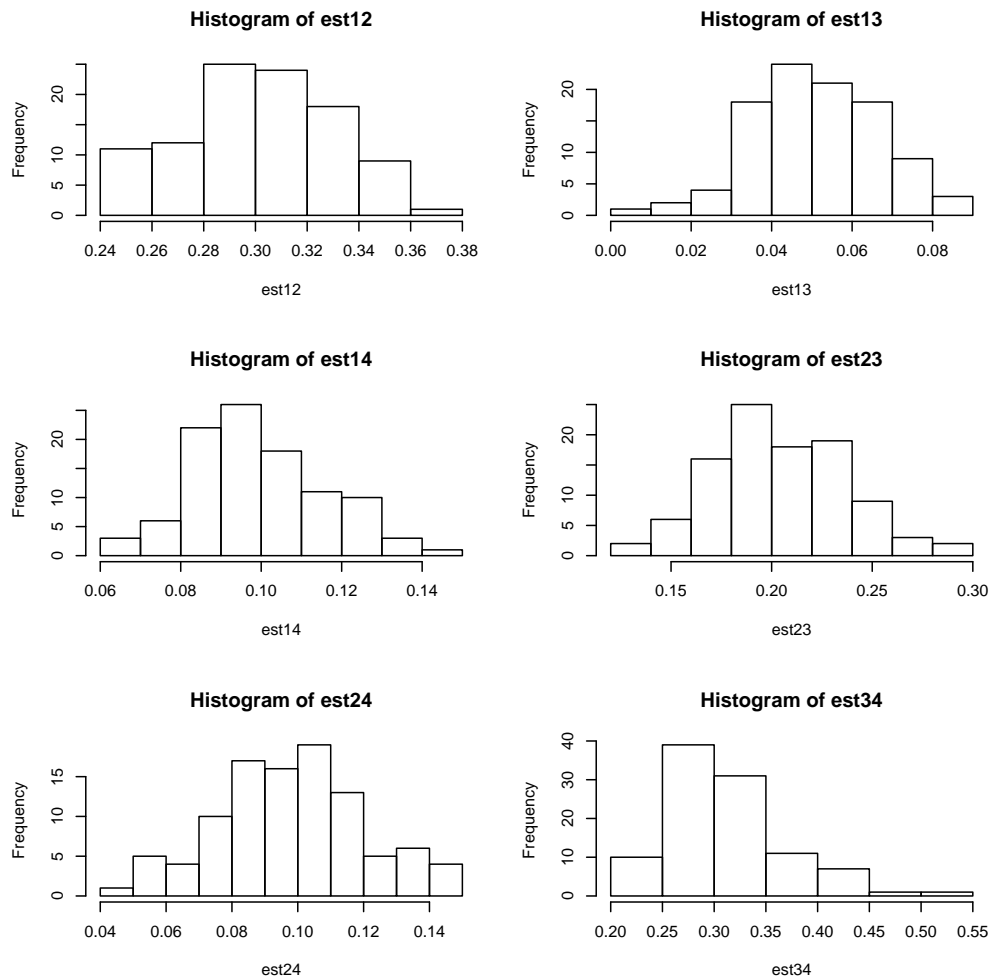 Histogram of est12
Frequency
0 5 10 20
0.24 0.26 0.28 0.30 0.32 0.34 0.36 0.38
est12
Histogram of est13
Frequency
0 5 10 20
0.00 0.02 0.04 0.06 0.08
est13
Histogram of est14
Frequency
0 5 10 20
0.06 0.08 0.10 0.12 0.14
est14
Histogram of est23
Frequency
0 5 10 20
0.15 0.20 0.25 0.30
est23
Histogram of est24
Frequency
0 5 10 15
0.04 0.06 0.08 0.10 0.12 0.14
est24
Histogram of est34
Frequency
0 10 20 30 40
0.20 0.25 0.30 0.35 0.40 0.45 0.50 0.55
est34